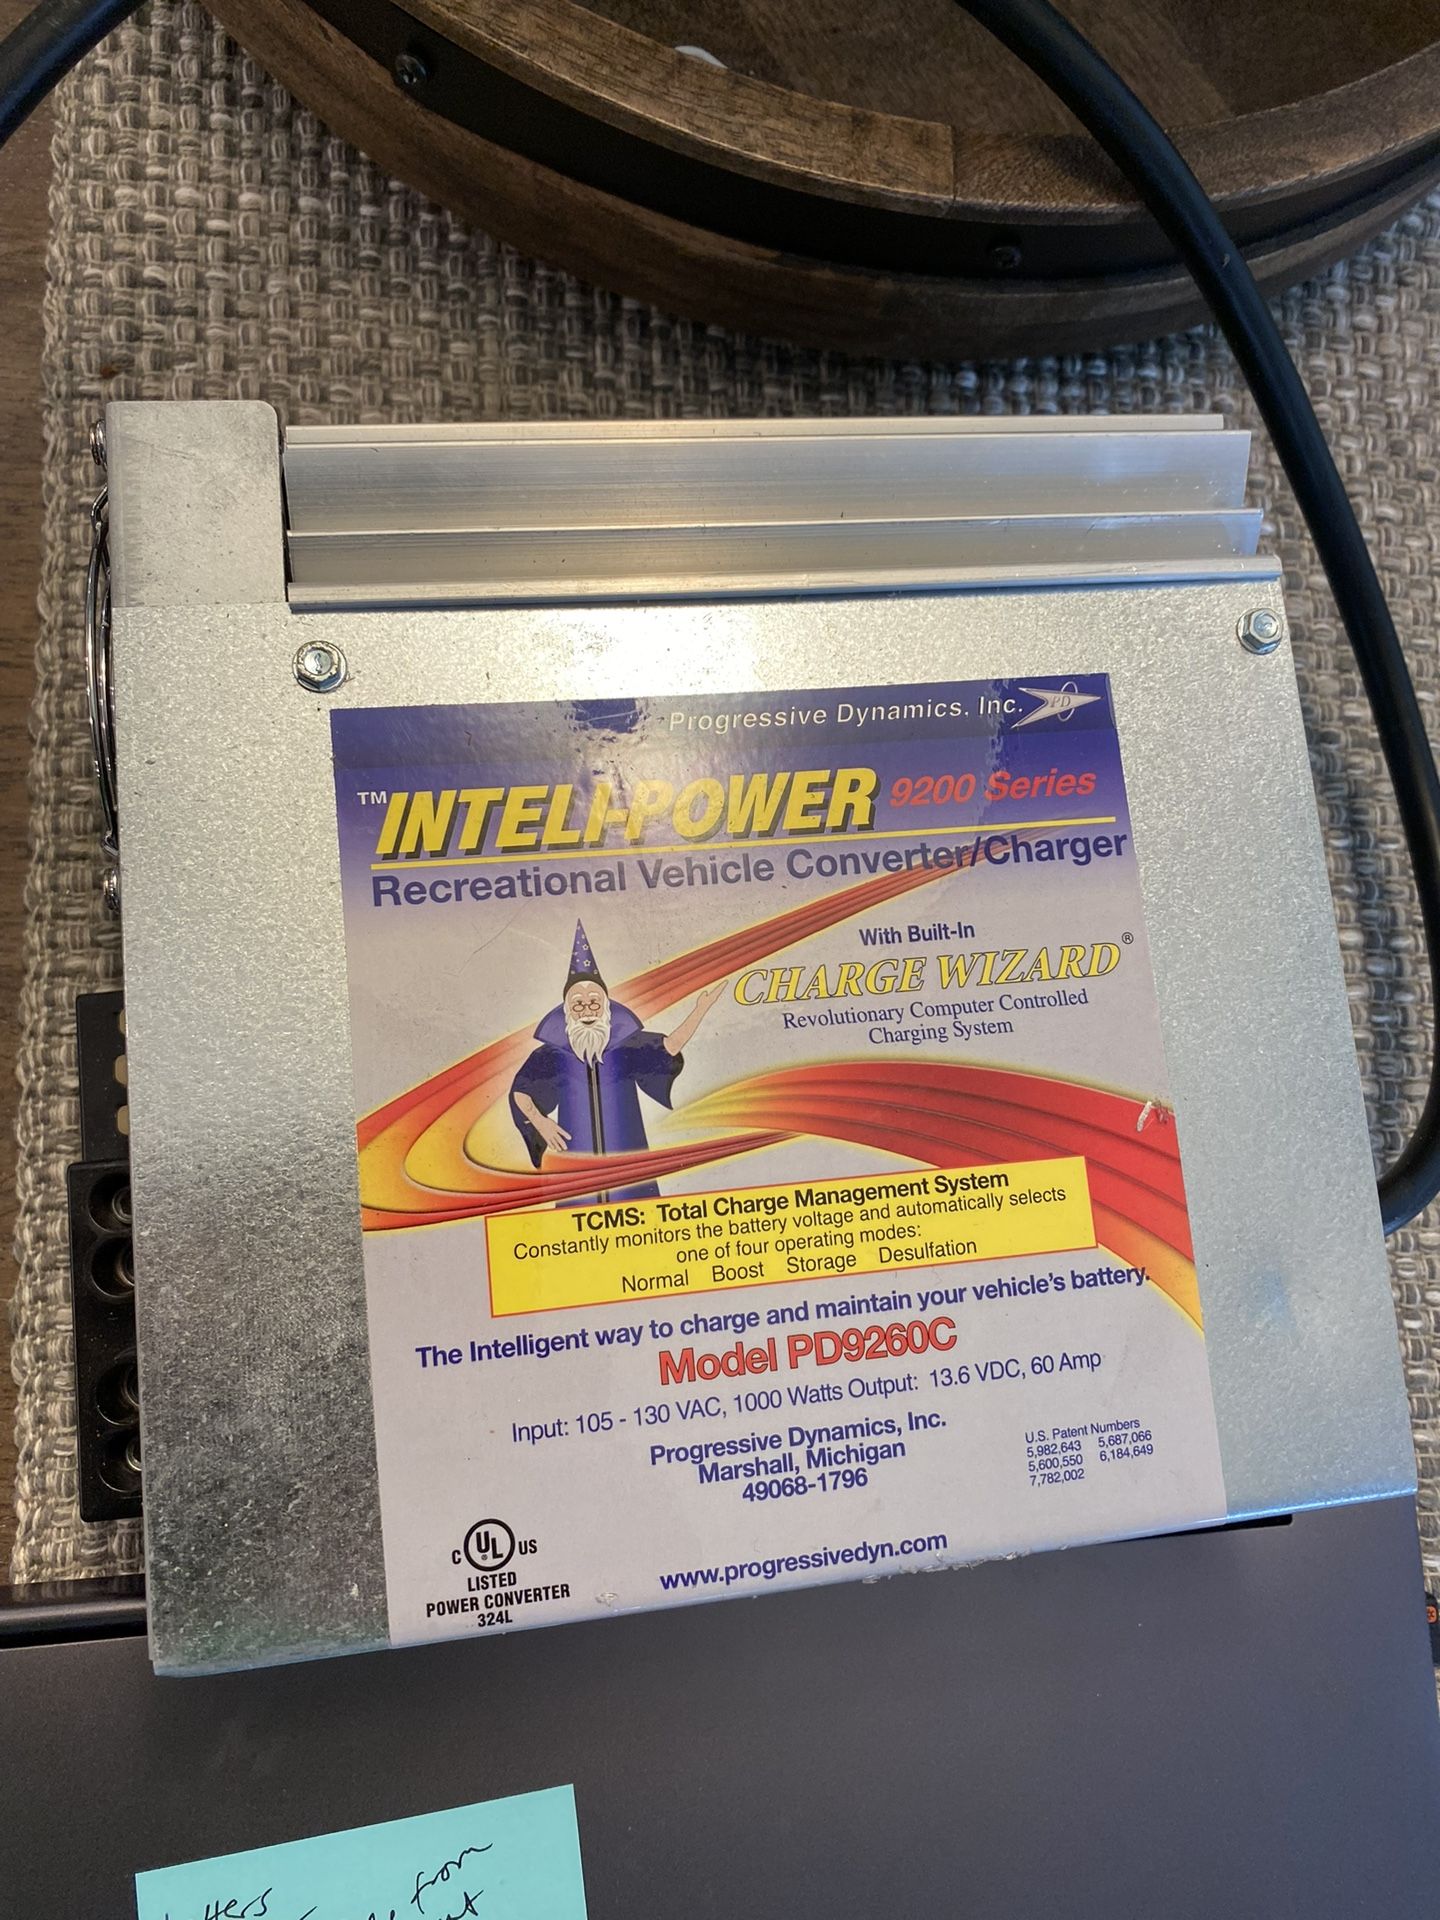 Progressive Dynamics, Inc. PD
™INTELI-POWER 9200 Series
Recreational Vehicle Converter/Charger
With Built-In
CHARGE WIZARD®
Revolutionary Computer Controlled
Charging System
TCMS: Total Charge Management System
Constantly monitors the battery voltage and automatically selects
one of four operating modes:
Normal Boost Storage Desulfation
The Intelligent way to charge and maintain your vehicle's battery.
Model PD9260C
Input: 105 - 130 VAC, 1000 Watts Output: 13.6 VDC, 60 Amp
Progressive Dynamics, Inc.
Marshall, Michigan
49068-1796
U.S. Patent Numbers
5,982,643 5,687,066
5,600,550 6,184,649
7,782,002
C UL® US
LISTED
POWER CONVERTER
324L
www.progressivedyn.com
from